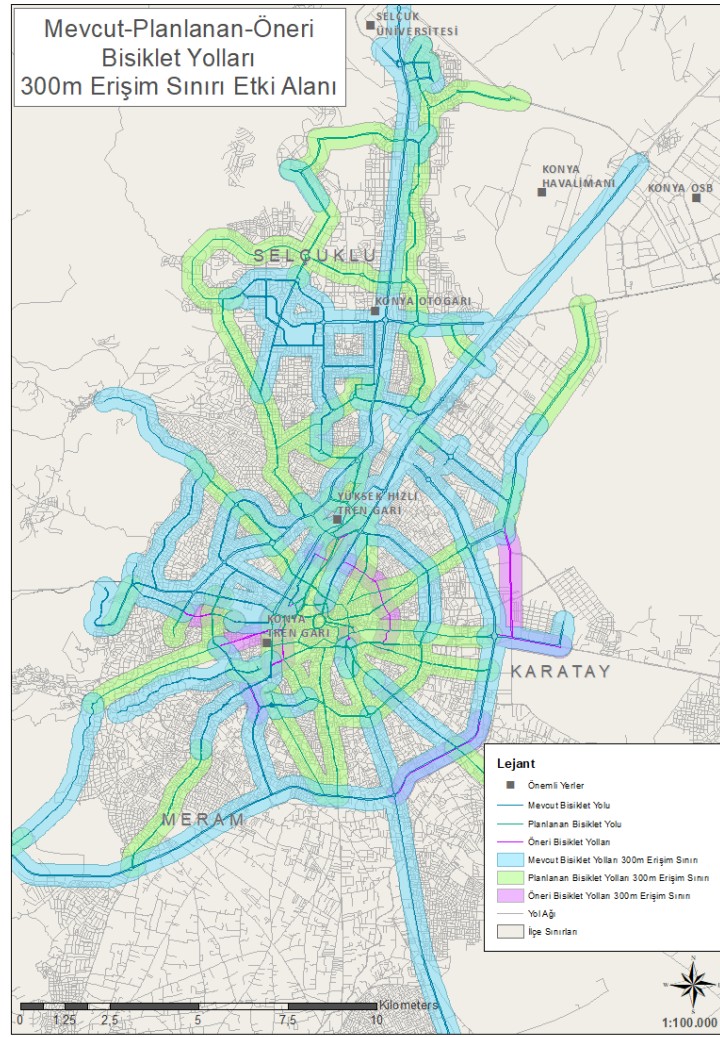 Mevcut-Planlanan-Öneri
Bisiklet Yolları
300m Erişim Sınırı Etki Alanı
SELÇUK
ÜNİVERSİTESİ
KONYA
HAVALİMANI
KONYA OSB
SELÇUKLU
KONYA OTOGARI
YÜKSEK HIZLI
TREN GARI
KONYA
TREN GARI
KARATAY
MERAM
Lejant
Önemli Yerler
Mevcut Bisiklet Yolu
Planlanan Bisiklet Yolu
Öneri Bisiklet Yolları
Mevcut Bisiklet Yolları 300m Erişim Sınırı
Planlanan Bisiklet Yolları 300m Erişim Sınırı
Öneri Bisiklet Yolları 300m Erişim Sınırı
Yol Ağı
İlçe Sınırları
N
W E
S
Kilometers
0 1,25 2,5 5 7,5 10
1:100.000